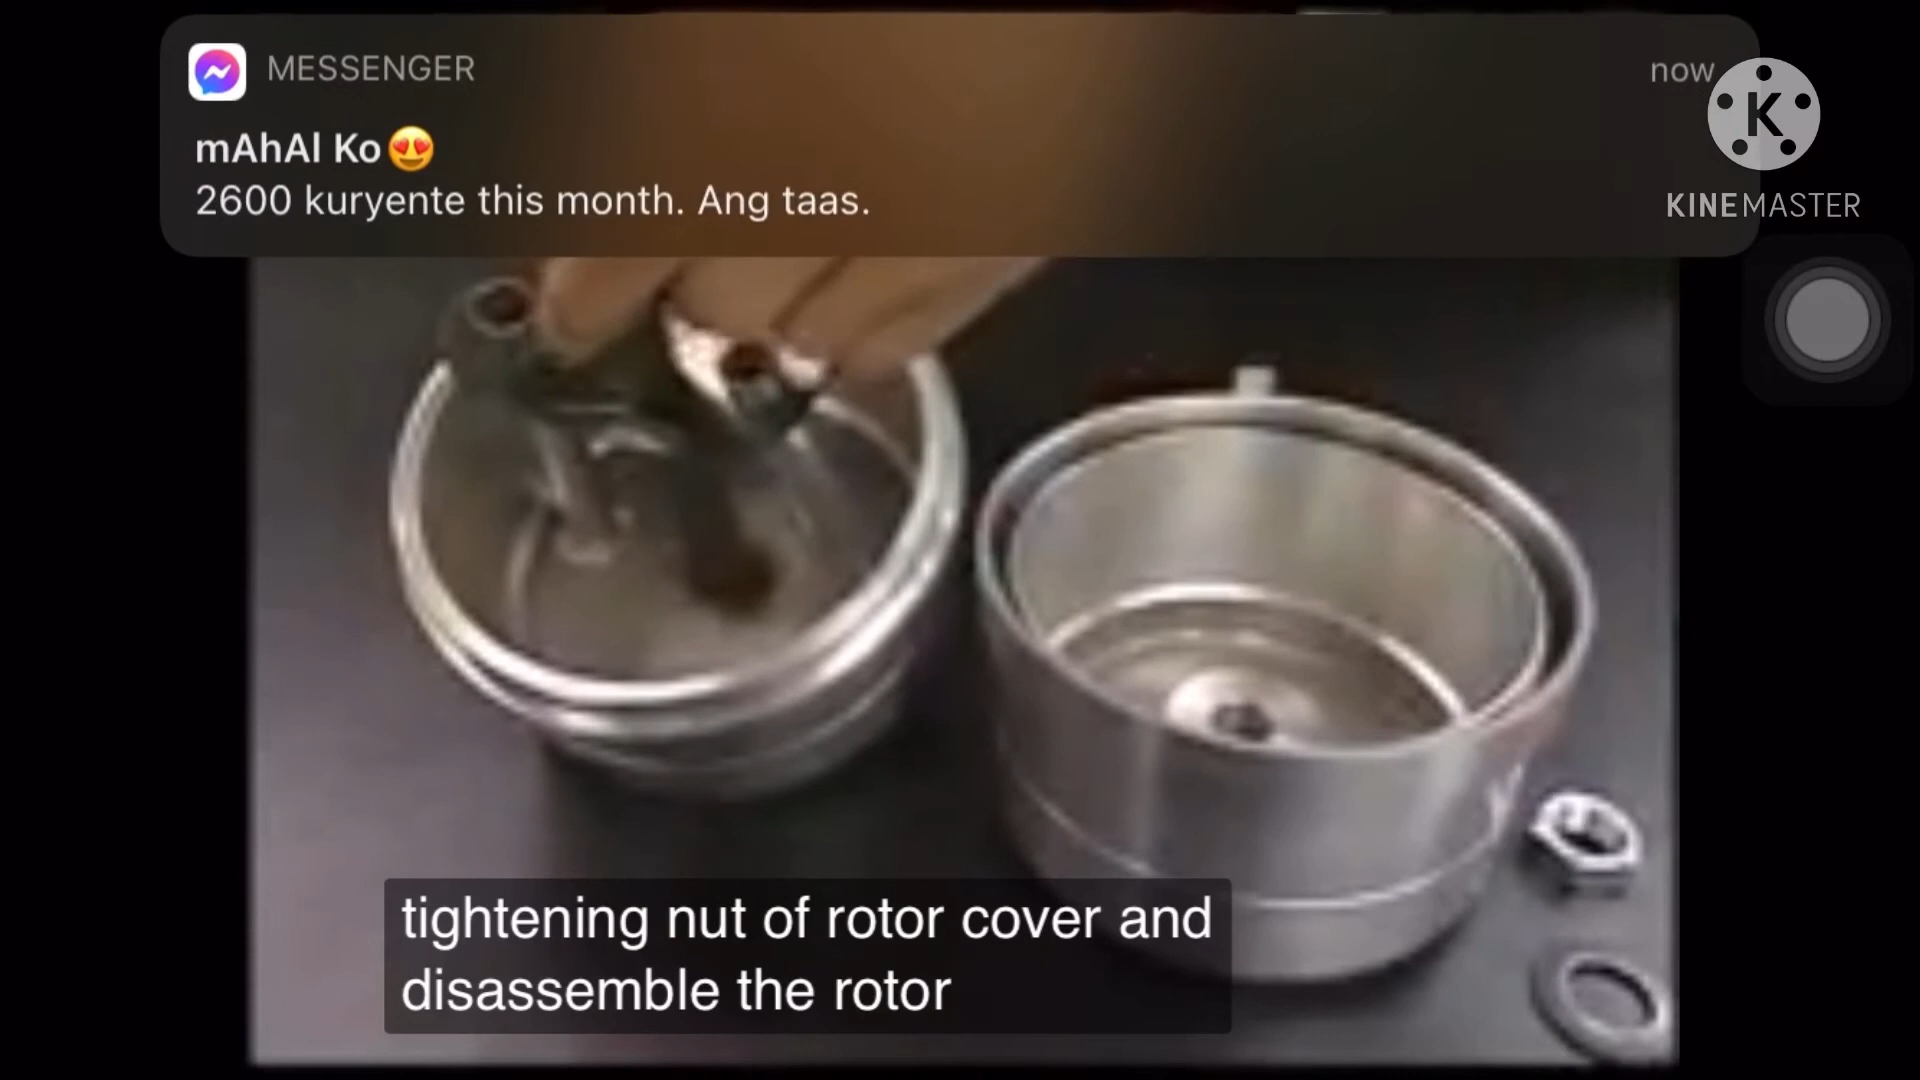 MESSENGER
now
mAhAl Ko😍
2600 kuryente this month. Ang taas.
K
KINEMASTER
tightening nut of rotor cover and
disassemble the rotor